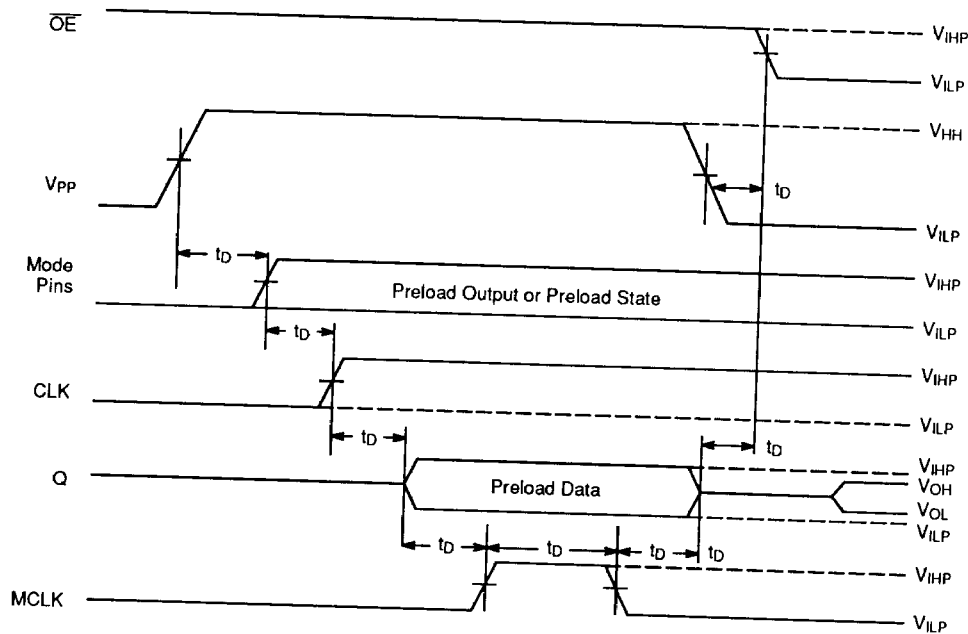 OE
VIHP
VILP
VHH
VPP
tD
VILP
tD
Mode
Pins
Preload Output or Preload State
VIHP
VILP
tD
CLK
VIHP
VILP
tD
tD
Q
Preload Data
VIHP
VOH
VOL
VILP
tD
tD
tD
tD
MCLK
VIHP
VILP